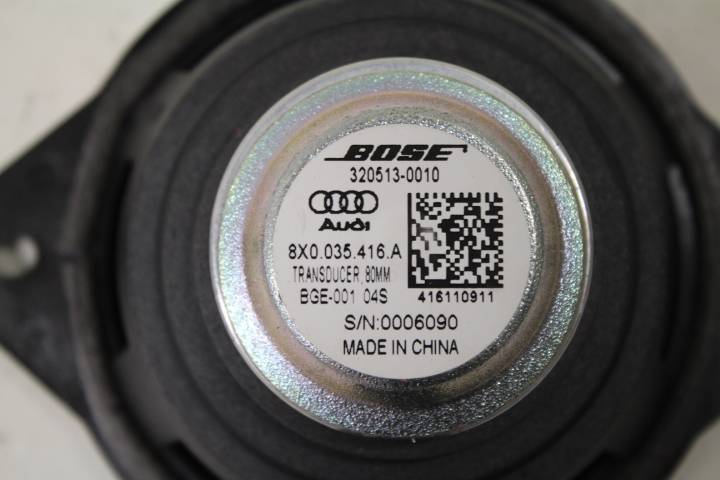 BOSE
320513-0010
Audi
8X0.035.416.A
TRANSDUCER, 80MM
BGE-001 04S
416110911
S/N:0006090
MADE IN CHINA